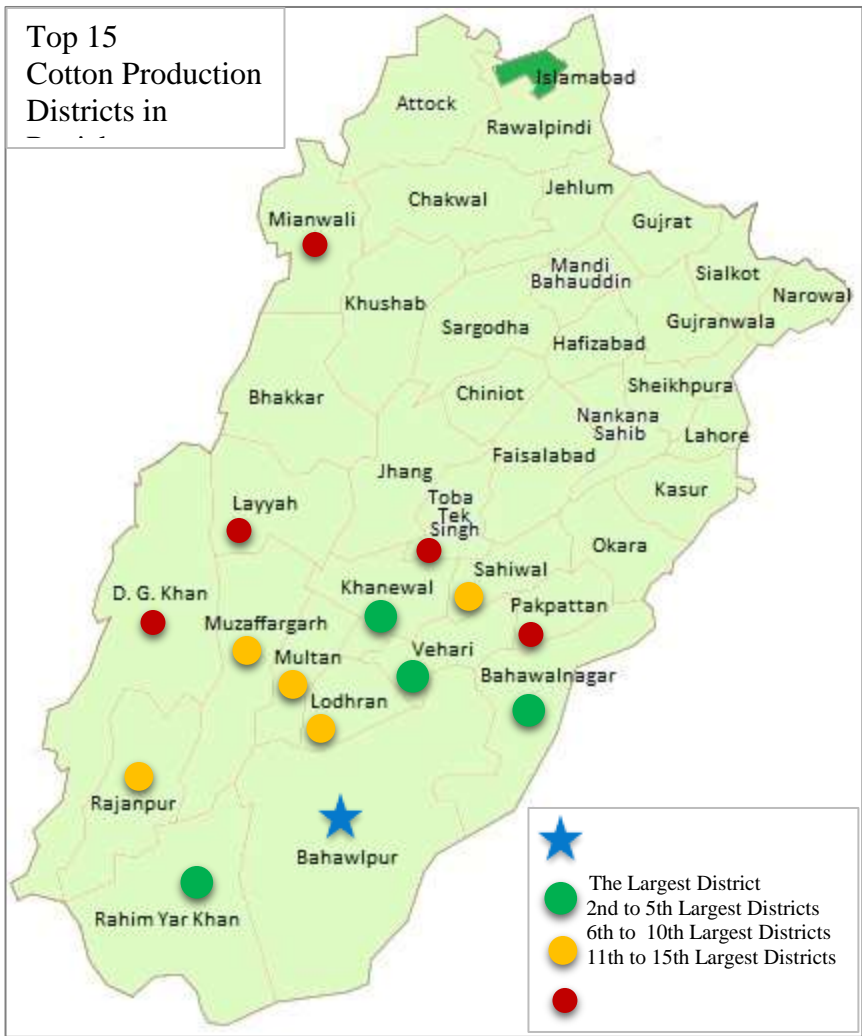 Top 15
Cotton Production
Districts in
Islamabad
Attock
Rawalpindi
Jehlum
Chakwal
Mianwali
Gujrat
Mandi
Bahauddin
Sialkot
Narowal
Khushab
Sargodha
Gujranwala
Hafizabad
Sheikhpura
Chiniot
Bhakkar
Nankana
Sahib
Lahore
Faisalabad
Jhang
Kasur
Layyah
Toba
Tek
Singh
Okara
Sahiwal
Khanewal
D. G. Khan
Pakpattan
Muzaffargarh
Vehari
Multan
Bahawalnagar
Lodhran
Rajanpur
Bahawlpur
Rahim Yar Khan
The Largest District
2nd to 5th Largest Districts
6th to 10th Largest Districts
11th to 15th Largest Districts